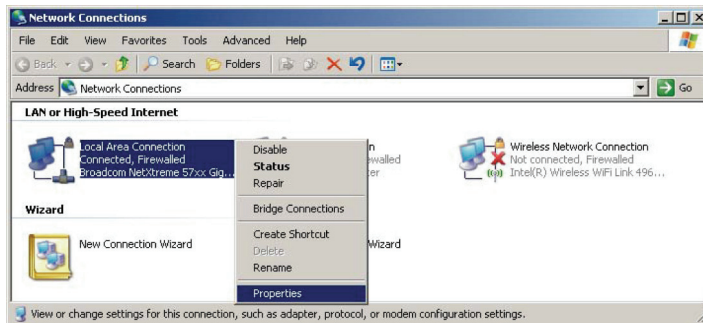 Network Connections
File Edit View Favorites Tools Advanced Help
Back Search Folders
Address Network Connections Go
LAN or High-Speed Internet
Local Area Connection
Connected, Firewalled
Broadcom NetXtreme 57xx Gig...
Disable
Status
Repair
Bridge Connections
Create Shortcut
Delete
Rename
Properties
Wireless Network Connection
Not connected, Firewalled
Intel(R) Wireless WiFi Link 496...
Wizard
New Connection Wizard
Wizard
View or change settings for this connection, such as adapter, protocol, or modem configuration settings.